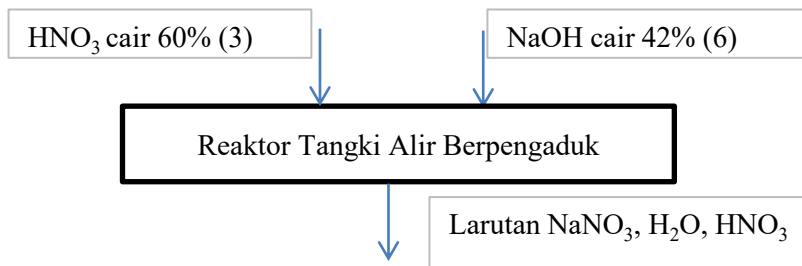 HNO₃ cair 60% (3)
NaOH cair 42% (6)
Reaktor Tangki Alir Berpengaduk
Larutan NaNO₃, H₂O, HNO₃